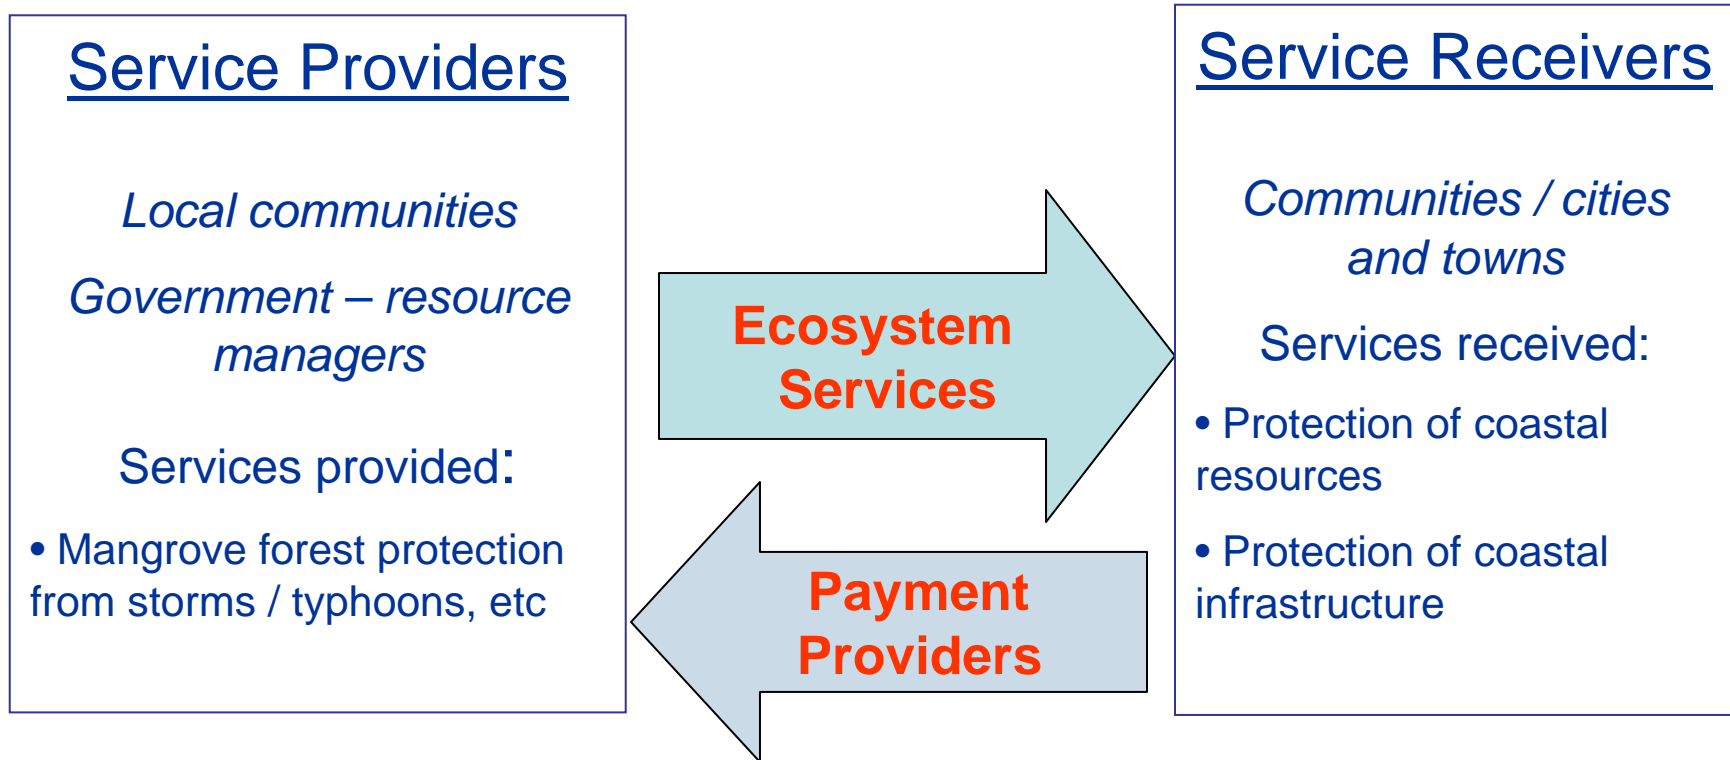 Service Providers
Local communities
Government – resource
managers
Services provided:
• Mangrove forest protection
from storms / typhoons, etc
Ecosystem
Services
Payment
Providers
Service Receivers
Communities / cities
and towns
Services received:
• Protection of coastal
resources
• Protection of coastal
infrastructure